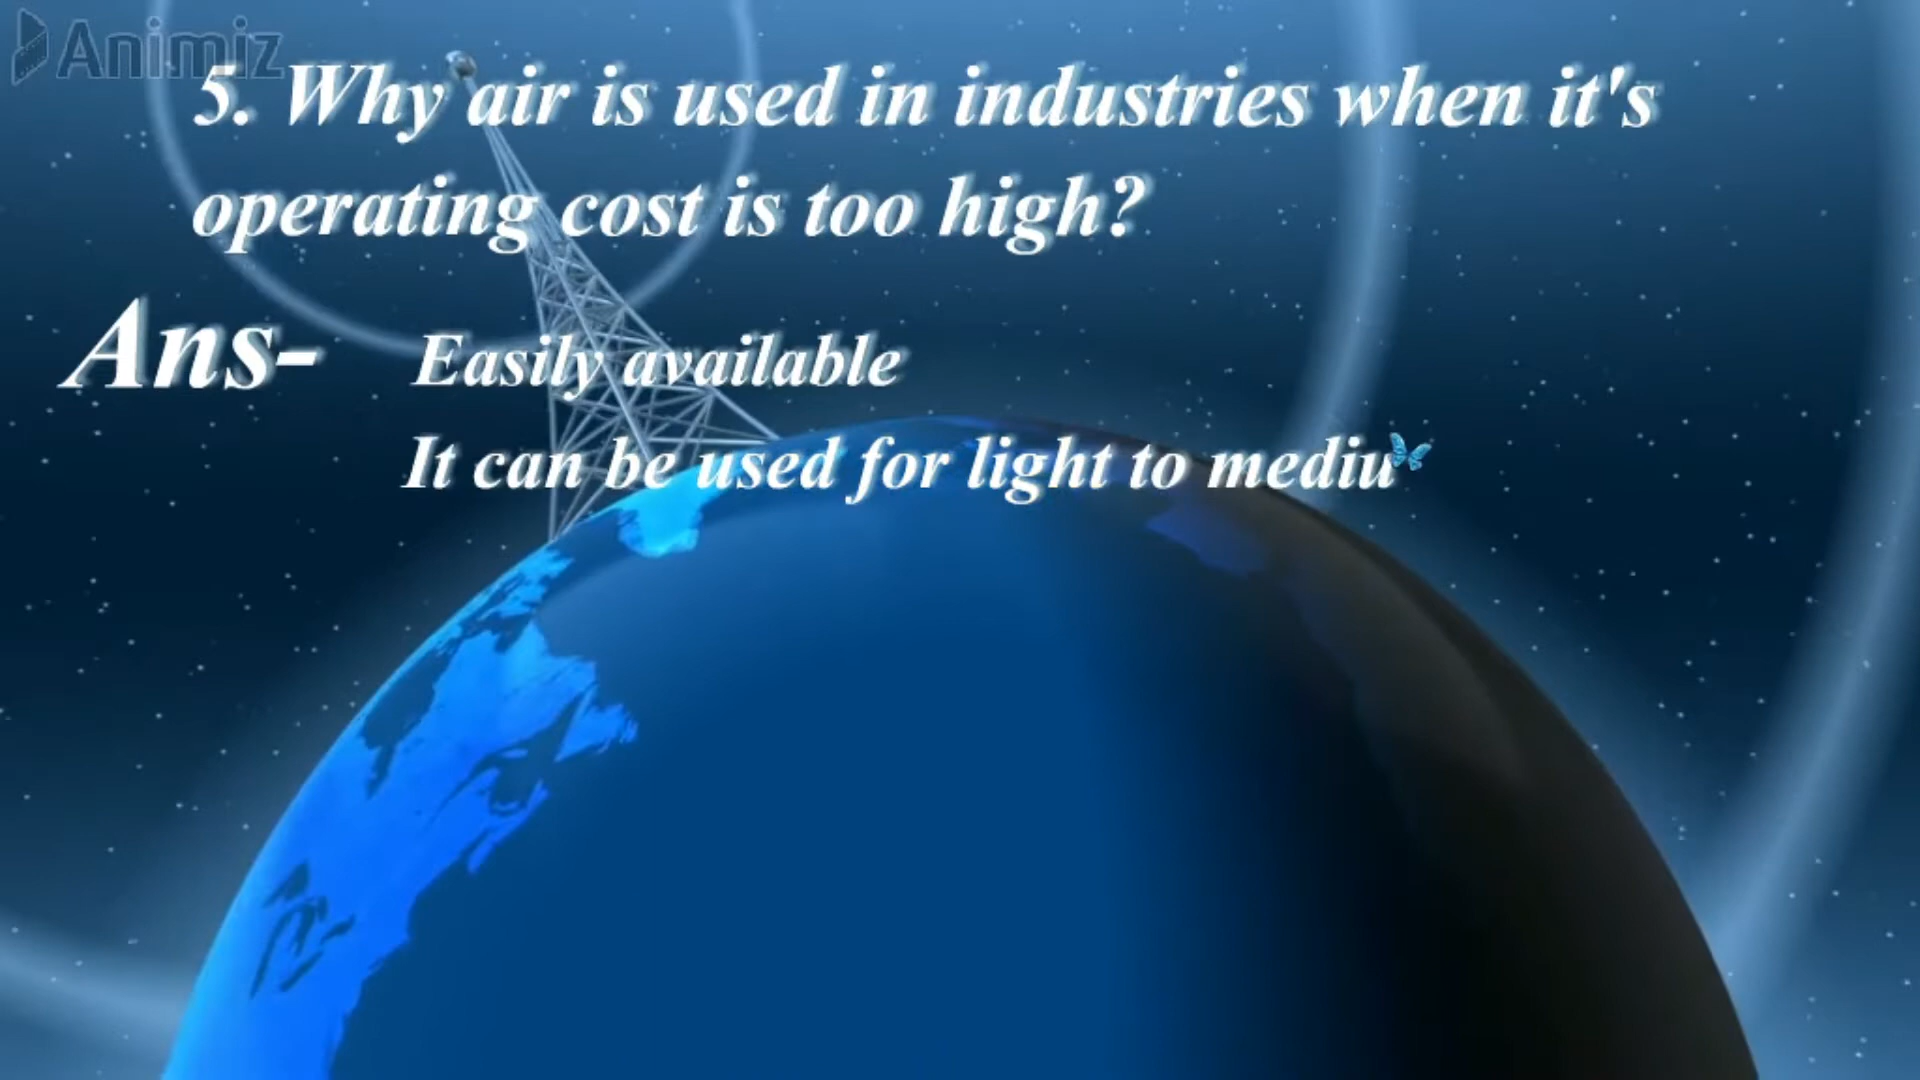 Animiz
5. Why air is used in industries when it's
operating cost is too high?
Ans-
Easily available
It can be used for light to mediu